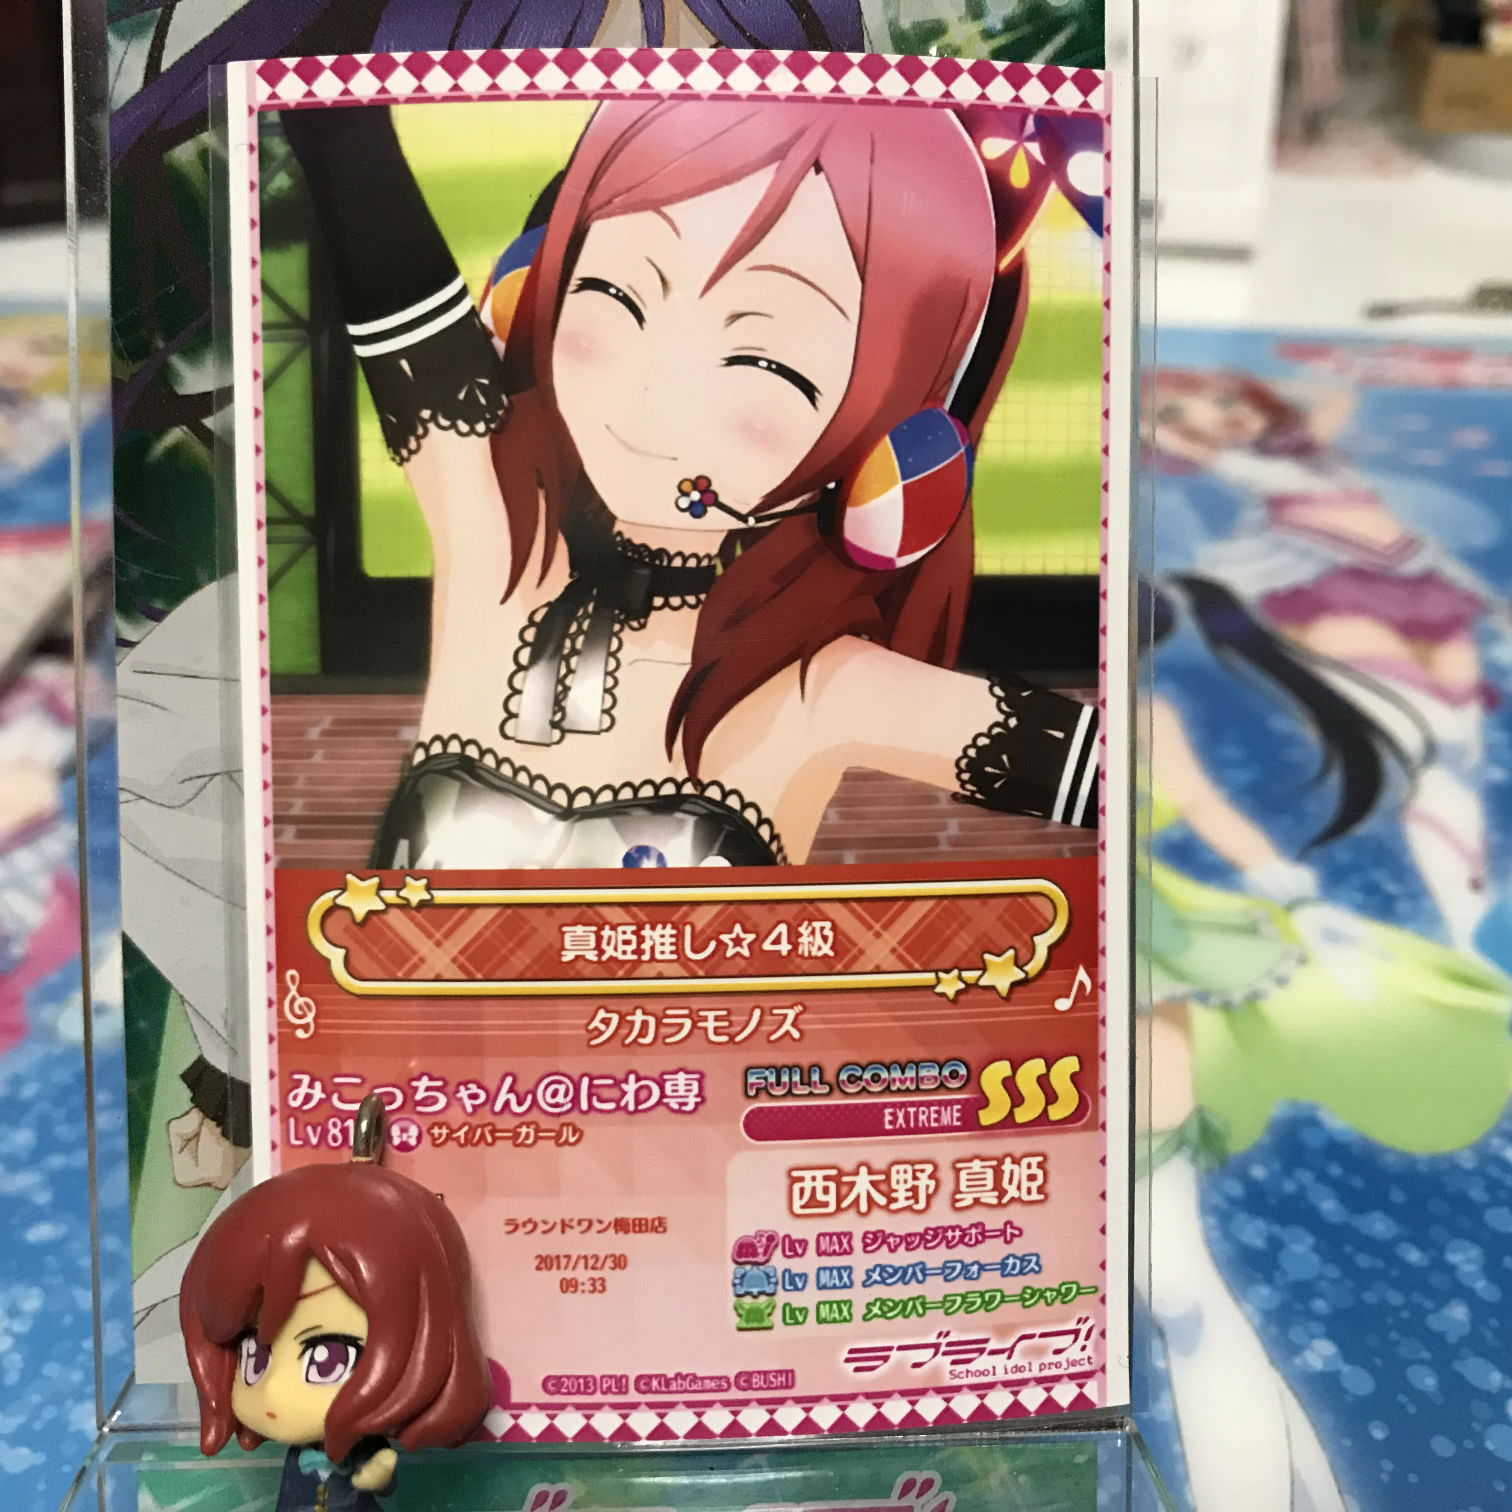 真姫推し☆4級
タカラモノズ
みこっちゃん@にわ専
FULL COMBO
SSS
EXTREME
Lv81
サイバーガール
西木野 真姫
ラウンドワン梅田店
2017/12/30
09:33
Lv MAX ジャッジサポート
Lv MAX メンバーフォーカス
Lv MAX メンバーフラワーシャワー
ラブライブ!
School idol project
©2013 PL! ©KLabGames ©BUSHI